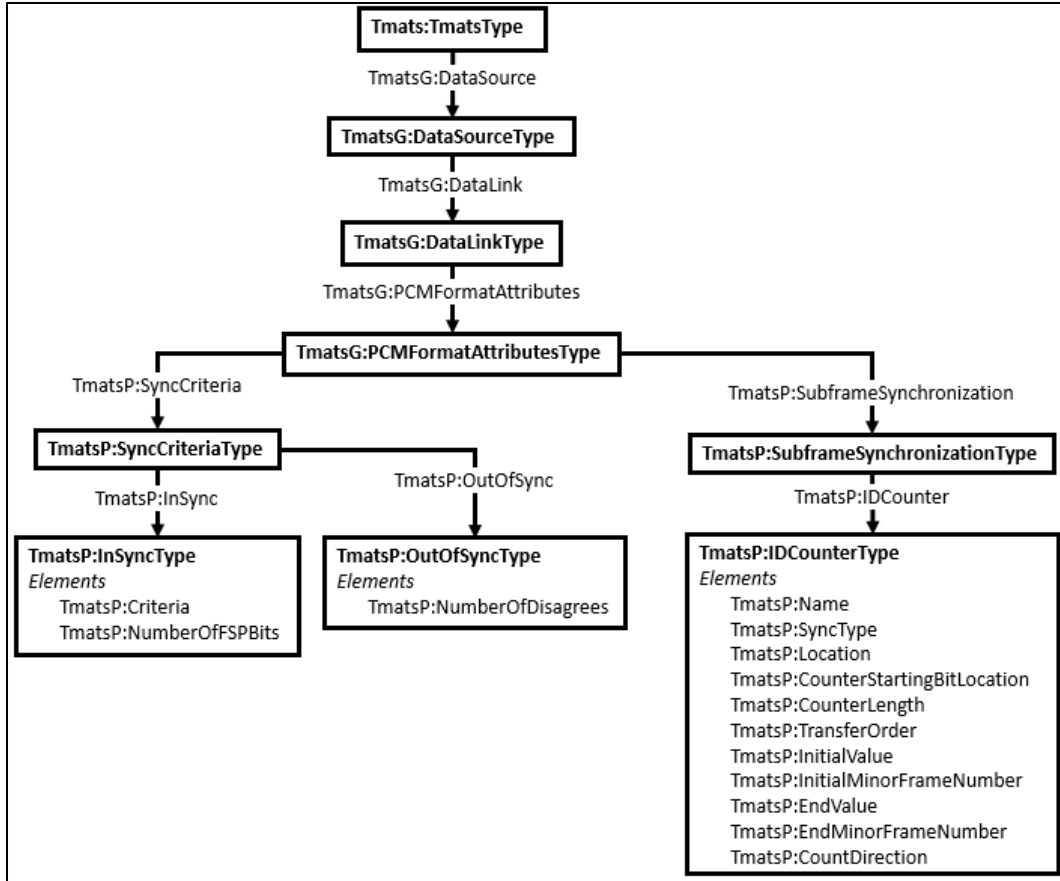 Tmats:TmatsType
TmatsG:DataSource
TmatsG:DataSourceType
TmatsG:DataLink
TmatsG:DataLinkType
TmatsG:PCMFormatAttributes
TmatsG:PCMFormatAttributesType
TmatsP:SyncCriteria
TmatsP:SubframeSynchronization
TmatsP:SyncCriteriaType
TmatsP:SubframeSynchronizationType
TmatsP:InSync
TmatsP:OutOfSync
TmatsP:IDCounter
TmatsP:InSyncType
Elements
TmatsP:Criteria
TmatsP:NumberOfFSPBits
TmatsP:OutOfSyncType
Elements
TmatsP:NumberOfDisagrees
TmatsP:IDCounterType
Elements
TmatsP:Name
TmatsP:SyncType
TmatsP:Location
TmatsP:CounterStartingBitLocation
TmatsP:CounterLength
TmatsP:TransferOrder
TmatsP:InitialValue
TmatsP:InitialMinorFrameNumber
TmatsP:EndValue
TmatsP:EndMinorFrameNumber
TmatsP:CountDirection